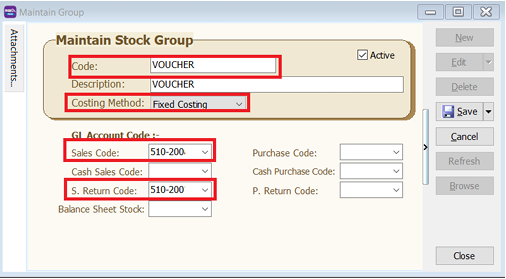 Maintain Group
Attachments...
Maintain Stock Group
Active
Code: VOUCHER
Description: VOUCHER
Costing Method: Fixed Costing
GL Account Code :-
Sales Code: 510-200 Purchase Code:
Cash Sales Code: Cash Purchase Code:
S. Return Code: 510-200 P. Return Code:
Balance Sheet Stock:
New
Edit
Delete
Save
Cancel
Refresh
Browse
Close